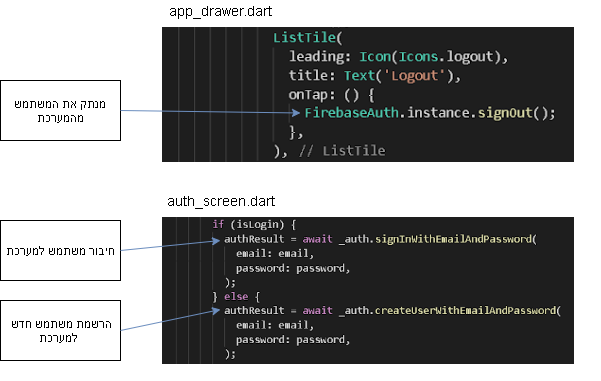 app_drawer.dart
ListTile(
leading: Icon(Icons.logout),
title: Text('Logout'),
onTap: () {
FirebaseAuth.instance.signOut();
},
), // ListTile
מנתק את המשתמש
מהמערכת
auth_screen.dart
if (isLogin) {
authResult = await _auth.signInWithEmailAndPassword(
email: email,
password: password,
);
} else {
authResult = await _auth.createUserWithEmailAndPassword(
email: email,
password: password,
);
חיבור משתמש למערכת
הרשמת משתמש חדש
למערכת